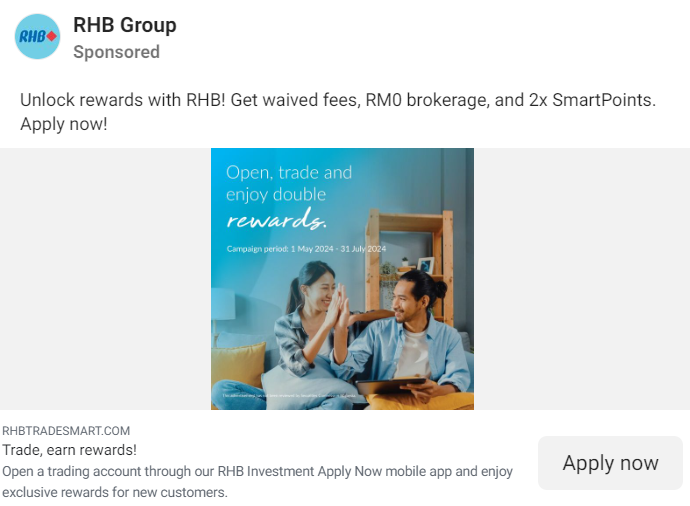 RHB
RHB Group
Sponsored
Unlock rewards with RHB! Get waived fees, RM0 brokerage, and 2x SmartPoints.
Apply now!
Open, trade and
enjoy double
rewards.
Campaign period: 1 May 2024 - 31 July 2024
RHBTRADESMART.COM
Trade, earn rewards!
Open a trading account through our RHB Investment Apply Now mobile app and enjoy
exclusive rewards for new customers.
Apply now